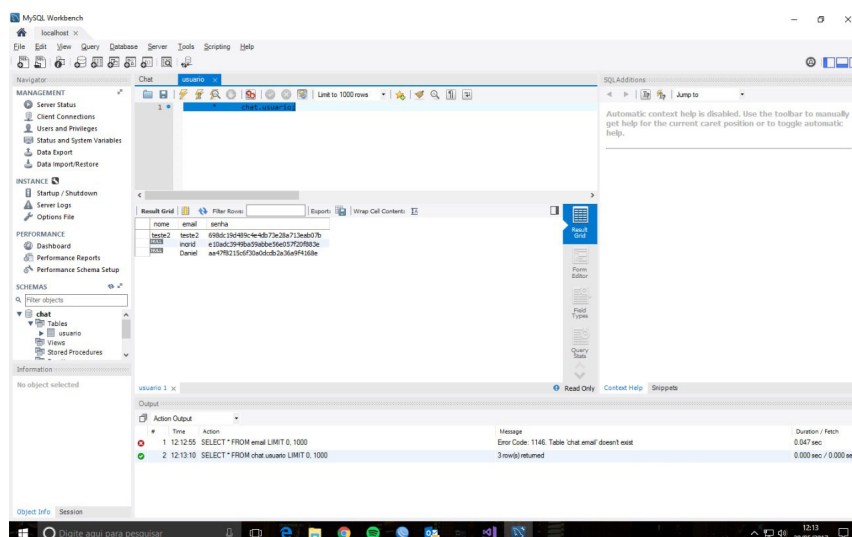 MySQL Workbench
localhost ×
File Edit View Query Database Server Tools Scripting Help
Navigator
MANAGEMENT
Server Status
Client Connections
Users and Privileges
Status and System Variables
Data Export
Data Import/Restore
INSTANCE
Startup / Shutdown
Server Logs
Options File
PERFORMANCE
Dashboard
Performance Reports
Performance Schema Setup
SCHEMAS
Filter objects
chat
Tables
usuario
Views
Stored Procedures
Information
No object selected
Object Info Session
Chat usuario ×
Limit to 1000 rows
1 * chat.usuario;
Result Grid Filter Rows: Export: Wrap Cell Content:
nome email senha
teste2 teste2
NULL ingrid
NULL Daniel
Result Grid
Form Editor
Field Types
Query Stats
usuario 1 × Read Only
SQLAdditions
Jump to
Automatic context help is disabled. Use the toolbar to manually
get help for the current caret position or to toggle automatic
help.
Context Help Snippets
Output
Action Output
# Time Action Message Duration / Fetch
1 12:12:55 SELECT * FROM email LIMIT 0, 1000 Error Code: 1146. Table 'chat.email' doesn't exist 0.047 sec
2 12:13:10 SELECT * FROM chat.usuario LIMIT 0, 1000 3 row(s) returned 0.000 sec / 0.000 se
Digite aqui para pesquisar
12:13